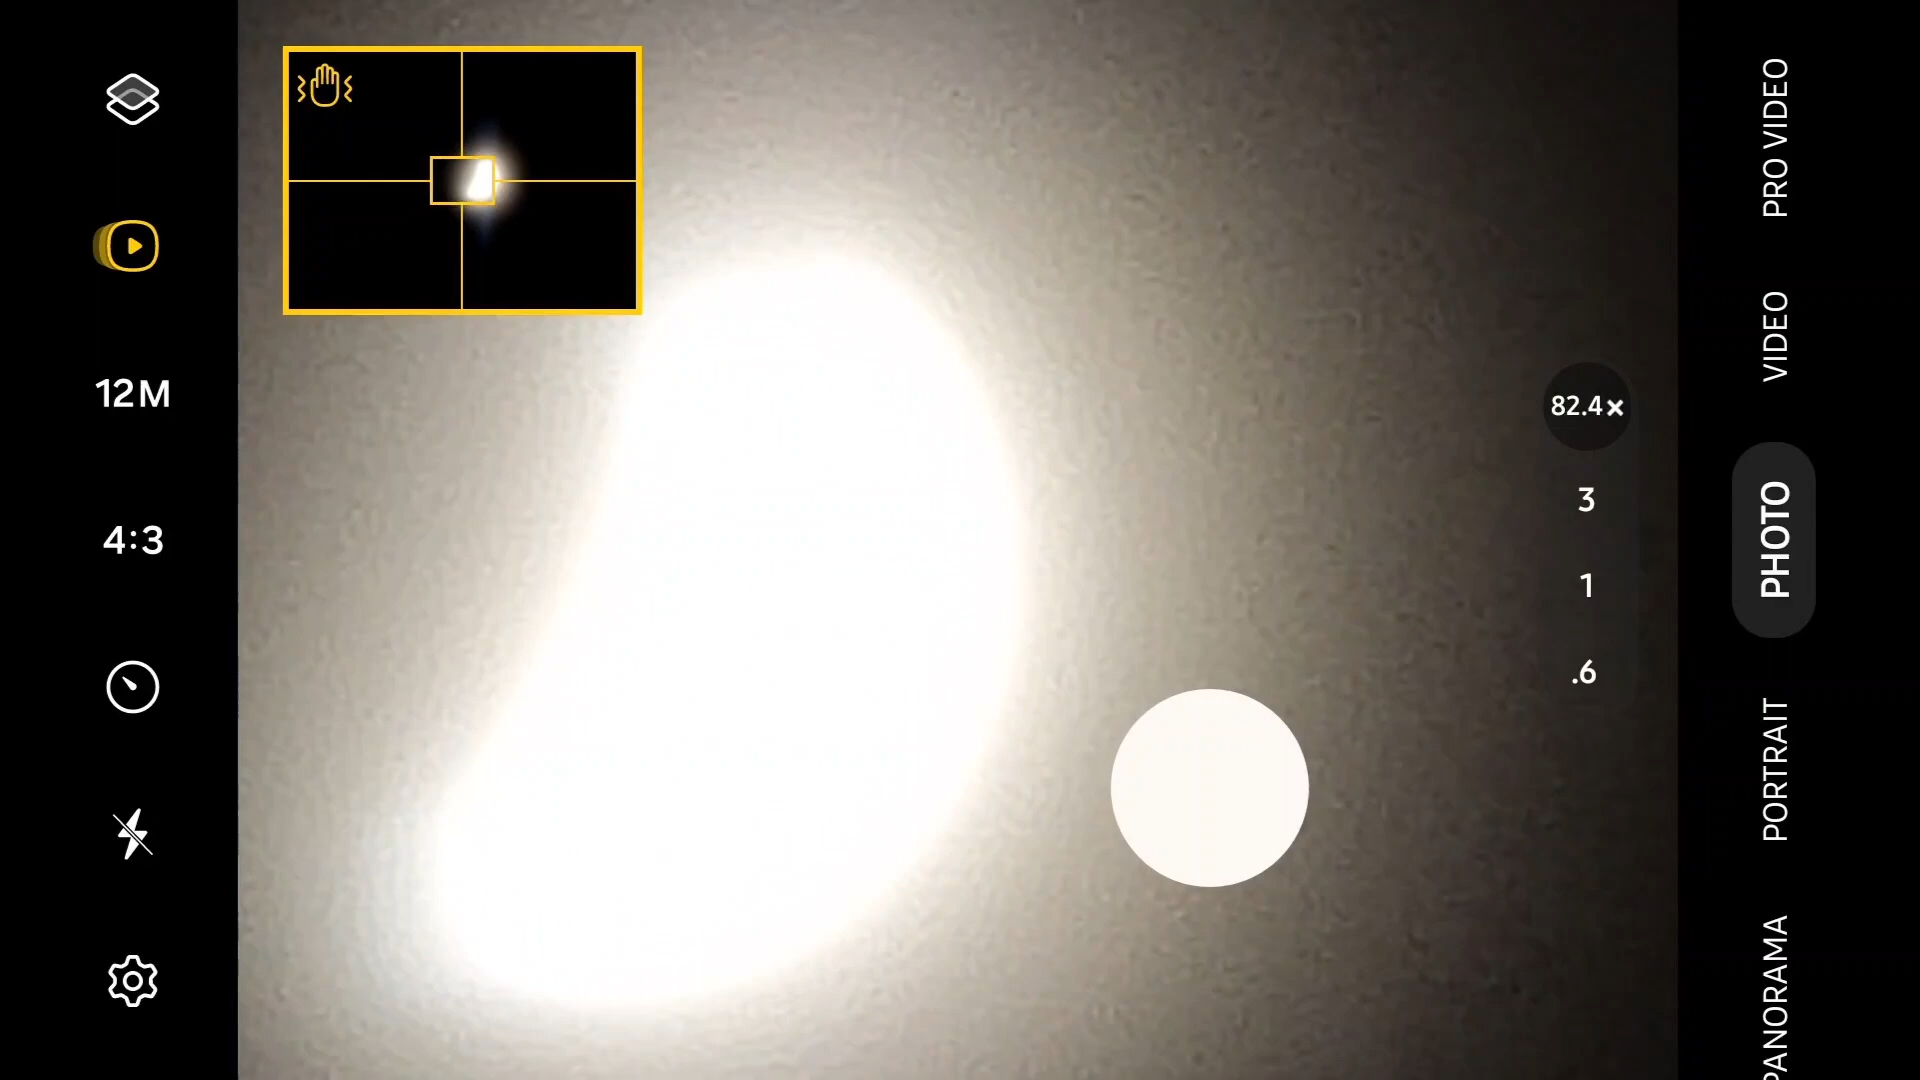 12M
4:3
82.4×
3
1
.6
PRO VIDEO
VIDEO
PHOTO
PORTRAIT
PANORAMA